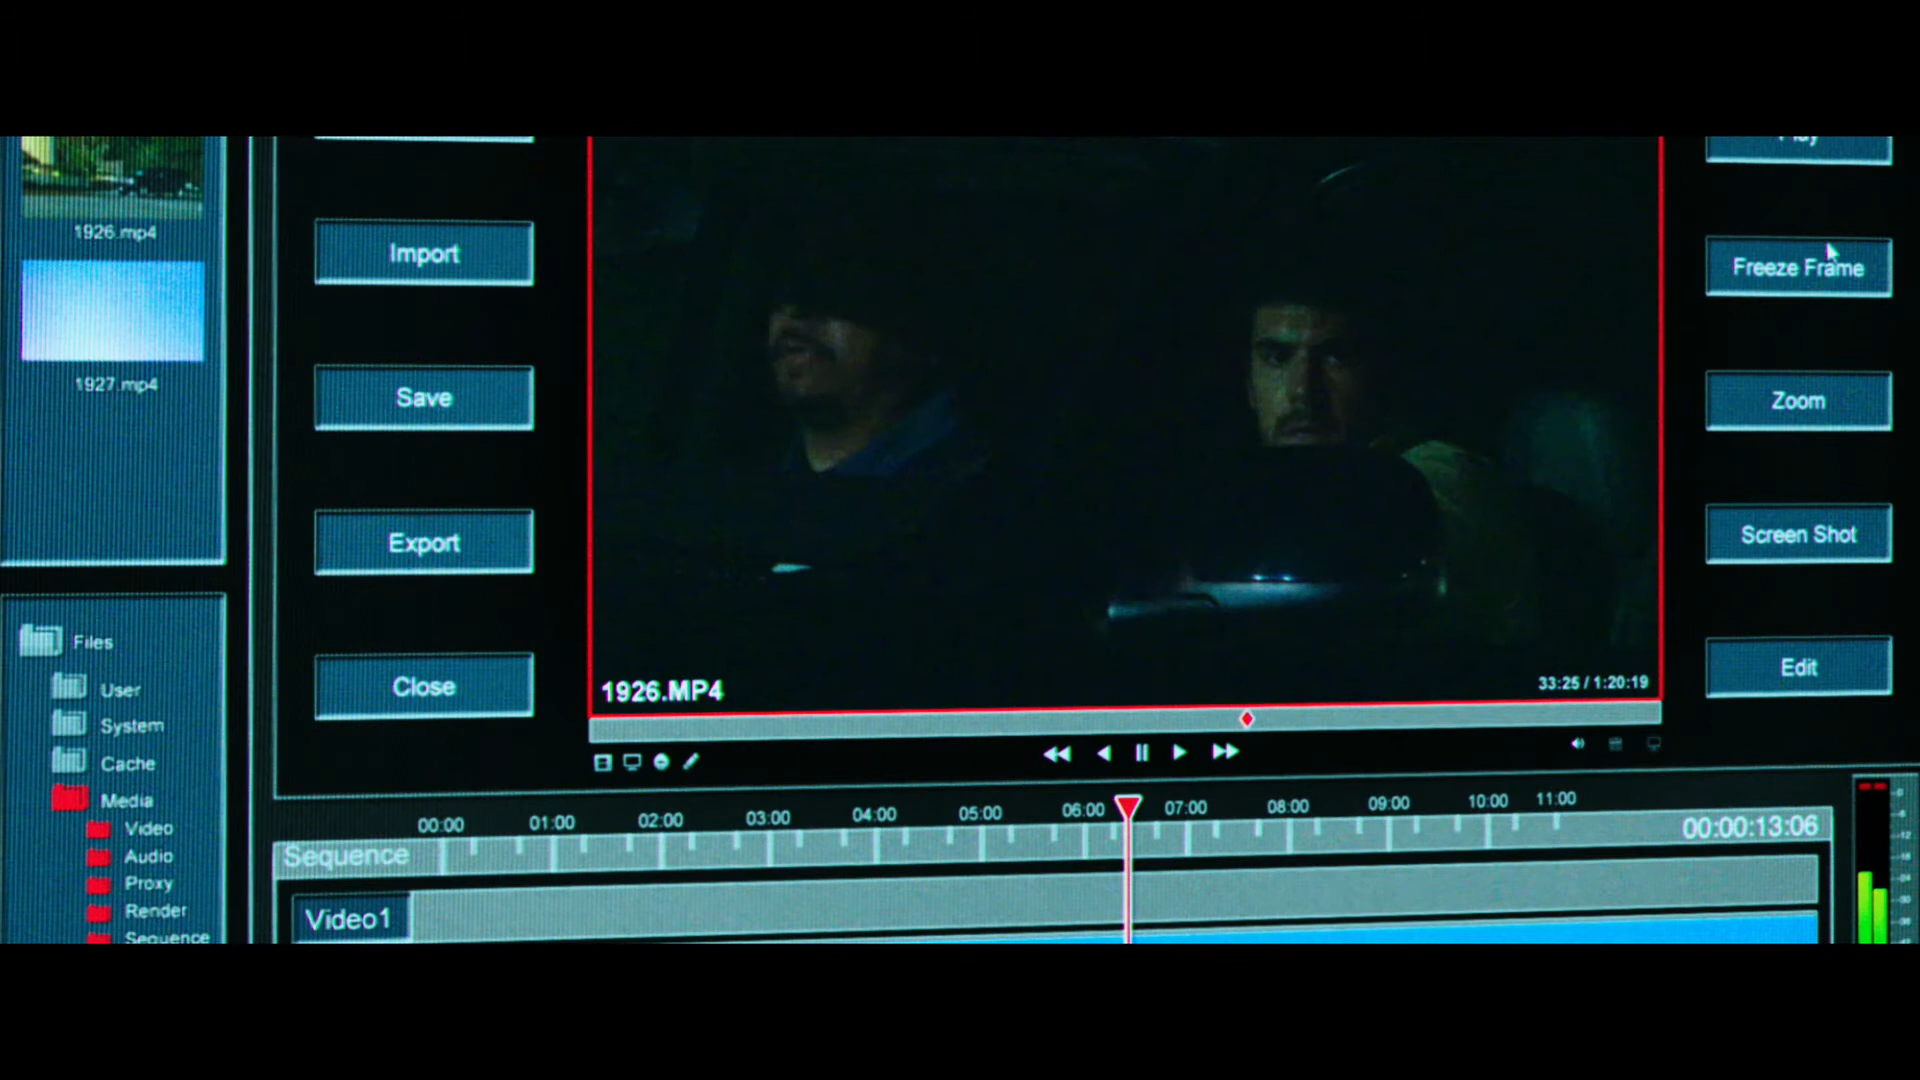 1926.mp4
1927.mp4
Files
User
System
Cache
Media
Video
Audio
Proxy
Render
Sequence
Import
Save
Export
Close
1926.MP4
33:25 / 1:20:19
Play
Freeze Frame
Zoom
Screen Shot
Edit
00:00 01:00 02:00 03:00 04:00 05:00 06:00 07:00 08:00 09:00 10:00 11:00
Sequence
00:00:13:06
Video1